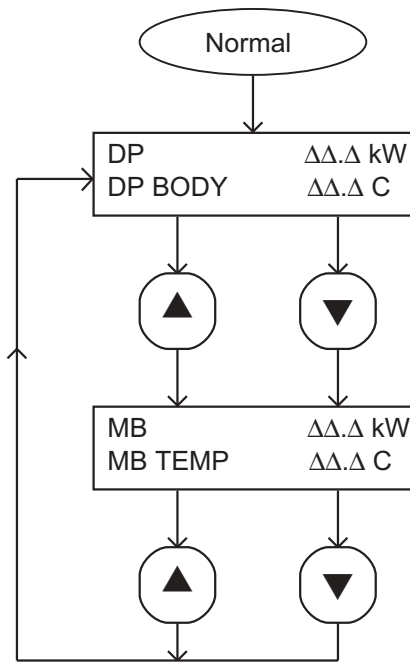 Normal
DP ΔΔ.Δ kW
DP BODY ΔΔ.Δ C
▲ ▼
MB ΔΔ.Δ kW
MB TEMP ΔΔ.Δ C
▲ ▼